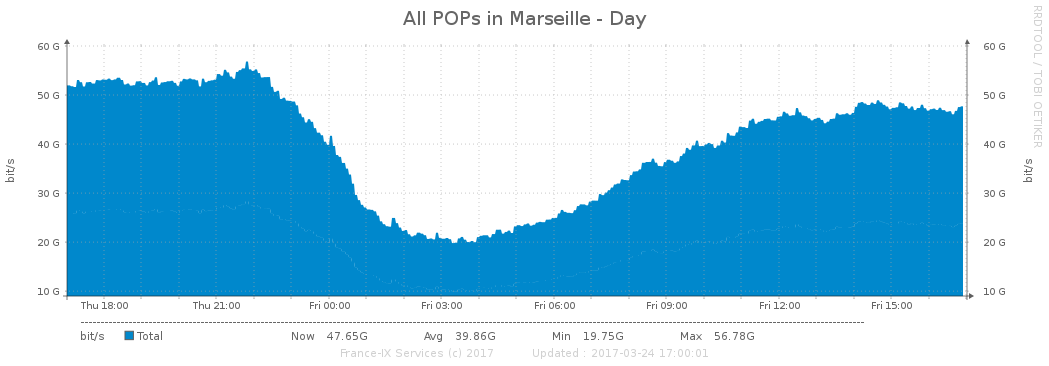 All POPs in Marseille - Day
RRDTOOL / TOBI OETIKER
60 G 60 G
50 G 50 G
40 G 40 G
30 G 30 G
20 G 20 G
10 G 10 G
bit/s bit/s
Thu 18:00 Thu 21:00 Fri 00:00 Fri 03:00 Fri 06:00 Fri 09:00 Fri 12:00 Fri 15:00
bit/s Total Now 47.65G Avg 39.86G Min 19.75G Max 56.78G
France-IX Services (c) 2017 Updated : 2017-03-24 17:00:01